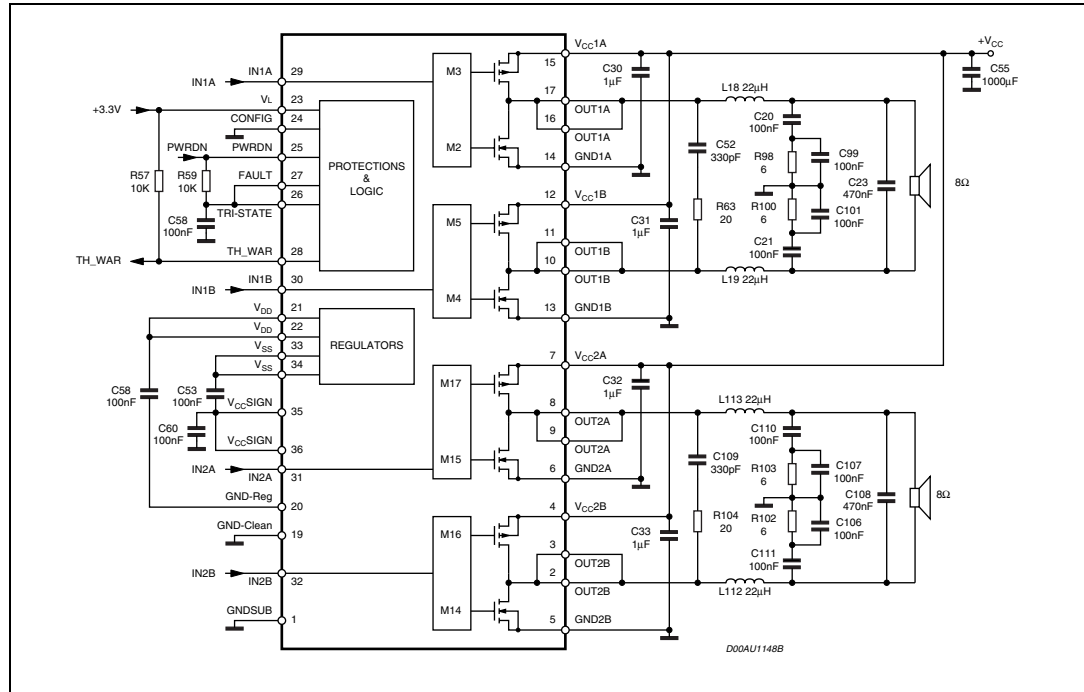 VCC1A
+VCC
C55
1000µF
IN1A
IN1A
29
M3
15
C30
1µF
17
OUT1A
L18 22µH
+3.3V
VL
23
CONFIG
24
16
OUT1A
C20
100nF
PWRDN
PWRDN
25
M2
14
GND1A
C52
330pF
R98
6
C99
100nF
R57
10K
R59
10K
FAULT
27
PROTECTIONS
&
LOGIC
C23
470nF
8Ω
26
TRI-STATE
12
VCC1B
C58
100nF
M5
C31
1µF
R63
20
R100
6
C101
100nF
11
OUT1B
C21
100nF
TH_WAR
TH_WAR
28
10
OUT1B
L19 22µH
IN1B
IN1B
30
M4
13
GND1B
VDD
21
VDD
22
REGULATORS
VSS
33
VSS
34
7
VCC2A
C58
100nF
C53
100nF
M17
C32
1µF
L113 22µH
VCCSIGN
35
8
OUT2A
C110
100nF
C60
100nF
9
OUT2A
VCCSIGN
36
M15
C109
330pF
R103
6
C107
100nF
IN2A
IN2A
31
6
GND2A
C108
470nF
8Ω
GND-Reg
20
4
VCC2B
R104
20
R102
6
C106
100nF
GND-Clean
19
M16
C33
1µF
3
OUT2B
C111
100nF
IN2B
IN2B
32
2
OUT2B
L112 22µH
M14
GNDSUB
1
5
GND2B
D00AU1148B